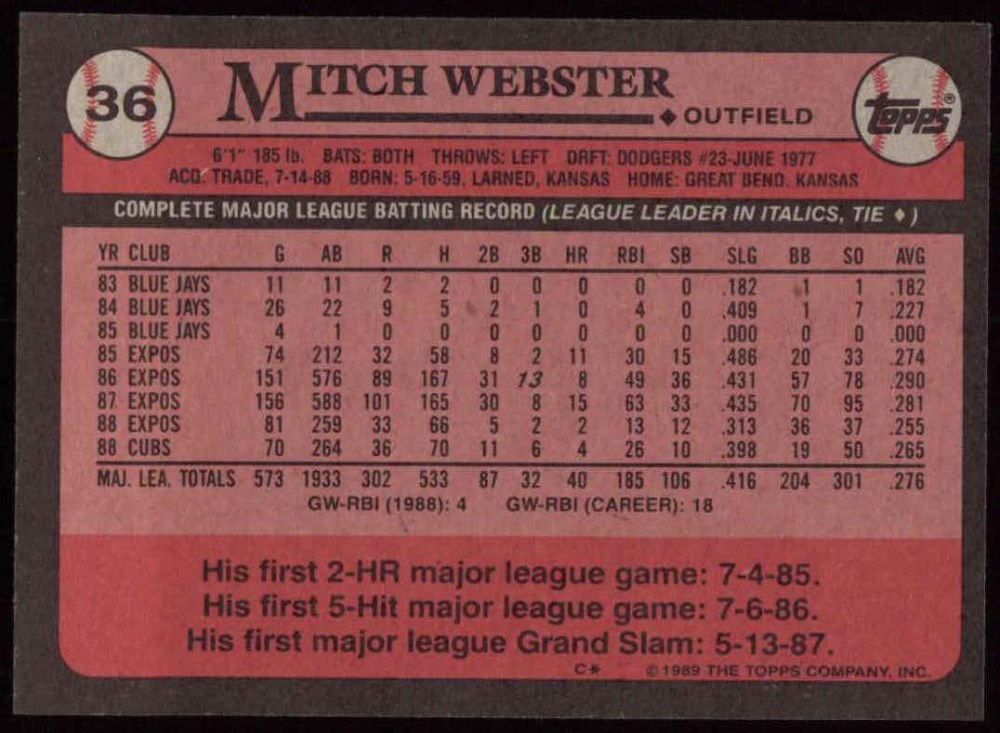 36
MITCH WEBSTER
◆ OUTFIELD
topps®
6'1" 185 lb. BATS: BOTH THROWS: LEFT DRFT: DODGERS #23-JUNE 1977
ACQ: TRADE, 7-14-88 BORN: 5-16-59, LARNED, KANSAS HOME: GREAT BEND, KANSAS
COMPLETE MAJOR LEAGUE BATTING RECORD (LEAGUE LEADER IN ITALICS, TIE ♦)
YR CLUB G AB R H 2B 3B HR RBI SB SLG BB SO AVG
83 BLUE JAYS 11 11 2 2 0 0 0 0 0 .182 1 1 .182
84 BLUE JAYS 26 22 9 5 2 1 0 4 0 .409 1 7 .227
85 BLUE JAYS 4 1 0 0 0 0 0 0 0 .000 0 0 .000
85 EXPOS 74 212 32 58 8 2 11 30 15 .486 20 33 .274
86 EXPOS 151 576 89 167 31 13 8 49 36 .431 57 78 .290
87 EXPOS 156 588 101 165 30 8 15 63 33 .435 70 95 .281
88 EXPOS 81 259 33 66 5 2 2 13 12 .313 36 37 .255
88 CUBS 70 264 36 70 11 6 4 26 10 .398 19 50 .265
MAJ. LEA. TOTALS 573 1933 302 533 87 32 40 185 106 .416 204 301 .276
GW-RBI (1988): 4 GW-RBI (CAREER): 18
His first 2-HR major league game: 7-4-85.
His first 5-Hit major league game: 7-6-86.
His first major league Grand Slam: 5-13-87.
C* © 1989 THE TOPPS COMPANY, INC.